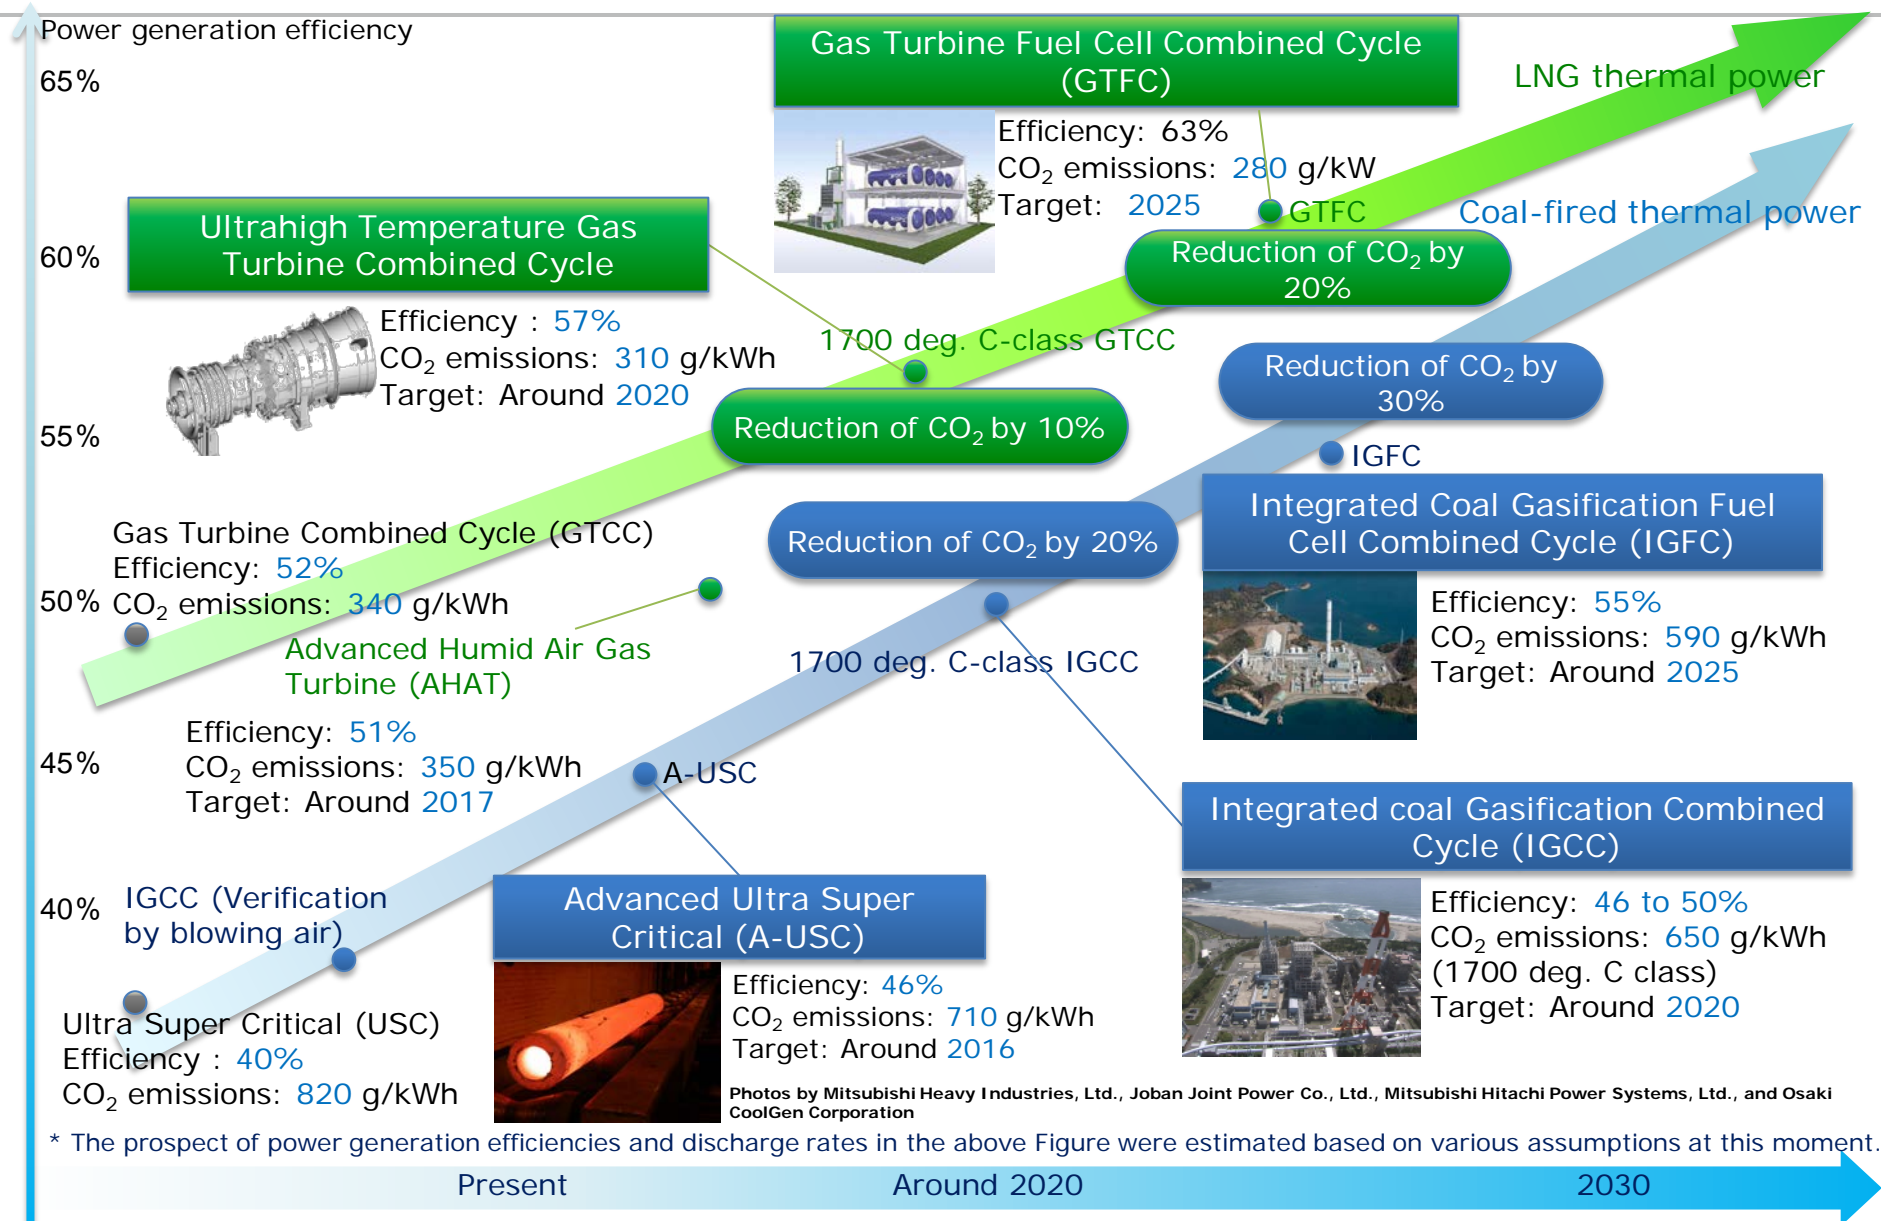 Power generation efficiency
65%
60%
55%
50%
45%
40%
Gas Turbine Fuel Cell Combined Cycle
(GTFC)
Efficiency: 63%
CO₂ emissions: 280 g/kW
Target: 2025
LNG thermal power
Coal-fired thermal power
GTFC
Reduction of CO₂ by
20%
Ultrahigh Temperature Gas
Turbine Combined Cycle
Efficiency : 57%
CO₂ emissions: 310 g/kWh
Target: Around 2020
1700 deg. C-class GTCC
Reduction of CO₂ by 10%
Reduction of CO₂ by
30%
IGFC
Integrated Coal Gasification Fuel
Cell Combined Cycle (IGFC)
Efficiency: 55%
CO₂ emissions: 590 g/kWh
Target: Around 2025
Gas Turbine Combined Cycle (GTCC)
Efficiency: 52%
CO₂ emissions: 340 g/kWh
Reduction of CO₂ by 20%
Advanced Humid Air Gas
Turbine (AHAT)
Efficiency: 51%
CO₂ emissions: 350 g/kWh
Target: Around 2017
1700 deg. C-class IGCC
A-USC
Integrated coal Gasification Combined
Cycle (IGCC)
Efficiency: 46 to 50%
CO₂ emissions: 650 g/kWh
(1700 deg. C class)
Target: Around 2020
IGCC (Verification
by blowing air)
Advanced Ultra Super
Critical (A-USC)
Efficiency: 46%
CO₂ emissions: 710 g/kWh
Target: Around 2016
Ultra Super Critical (USC)
Efficiency : 40%
CO₂ emissions: 820 g/kWh
Photos by Mitsubishi Heavy Industries, Ltd., Joban Joint Power Co., Ltd., Mitsubishi Hitachi Power Systems, Ltd., and Osaki
CoolGen Corporation
* The prospect of power generation efficiencies and discharge rates in the above Figure were estimated based on various assumptions at this moment.
Present
Around 2020
2030